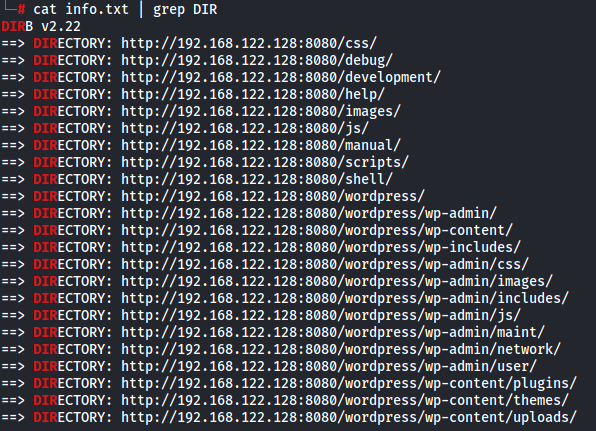 └─# cat info.txt | grep DIR
DIRB v2.22
==> DIRECTORY: http://192.168.122.128:8080/css/
==> DIRECTORY: http://192.168.122.128:8080/debug/
==> DIRECTORY: http://192.168.122.128:8080/development/
==> DIRECTORY: http://192.168.122.128:8080/help/
==> DIRECTORY: http://192.168.122.128:8080/images/
==> DIRECTORY: http://192.168.122.128:8080/js/
==> DIRECTORY: http://192.168.122.128:8080/manual/
==> DIRECTORY: http://192.168.122.128:8080/scripts/
==> DIRECTORY: http://192.168.122.128:8080/shell/
==> DIRECTORY: http://192.168.122.128:8080/wordpress/
==> DIRECTORY: http://192.168.122.128:8080/wordpress/wp-admin/
==> DIRECTORY: http://192.168.122.128:8080/wordpress/wp-content/
==> DIRECTORY: http://192.168.122.128:8080/wordpress/wp-includes/
==> DIRECTORY: http://192.168.122.128:8080/wordpress/wp-admin/css/
==> DIRECTORY: http://192.168.122.128:8080/wordpress/wp-admin/images/
==> DIRECTORY: http://192.168.122.128:8080/wordpress/wp-admin/includes/
==> DIRECTORY: http://192.168.122.128:8080/wordpress/wp-admin/js/
==> DIRECTORY: http://192.168.122.128:8080/wordpress/wp-admin/maint/
==> DIRECTORY: http://192.168.122.128:8080/wordpress/wp-admin/network/
==> DIRECTORY: http://192.168.122.128:8080/wordpress/wp-admin/user/
==> DIRECTORY: http://192.168.122.128:8080/wordpress/wp-content/plugins/
==> DIRECTORY: http://192.168.122.128:8080/wordpress/wp-content/themes/
==> DIRECTORY: http://192.168.122.128:8080/wordpress/wp-content/uploads/